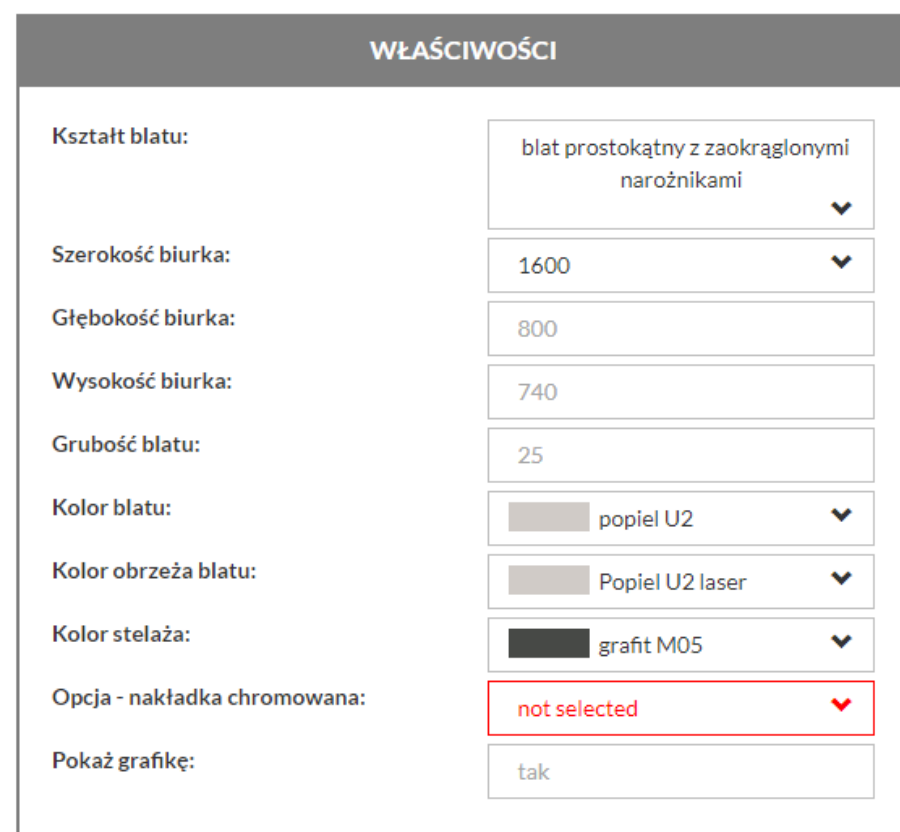 WŁAŚCIWOŚCI
Kształt blatu:
blat prostokątny z zaokrąglonymi
narożnikami
Szerokość biurka:
1600
Głębokość biurka:
800
Wysokość biurka:
740
Grubość blatu:
25
Kolor blatu:
popiel U2
Kolor obrzeża blatu:
Popiel U2 laser
Kolor stelaża:
grafit M05
Opcja - nakładka chromowana:
not selected
Pokaż grafikę:
tak